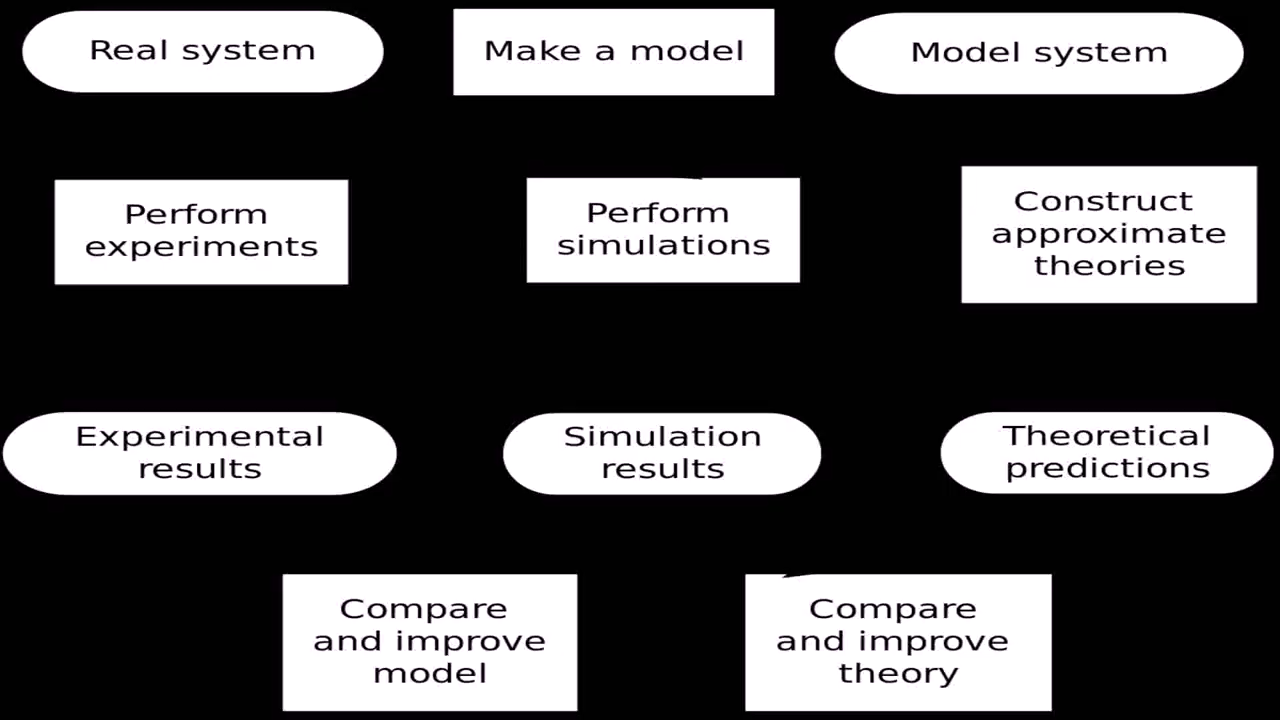 Real system
Make a model
Model system
Perform
experiments
Perform
simulations
Construct
approximate
theories
Experimental
results
Simulation
results
Theoretical
predictions
Compare
and improve
model
Compare
and improve
theory